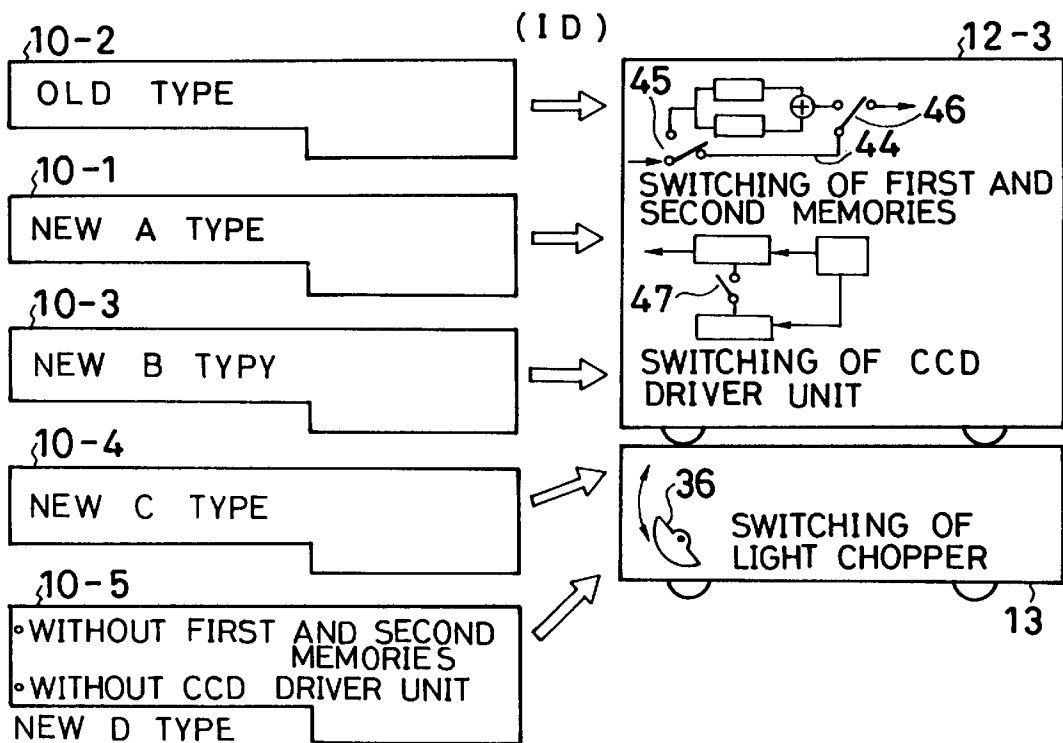 (ID)
10-2
OLD TYPE
10-1
NEW A TYPE
10-3
NEW B TYPY
10-4
NEW C TYPE
10-5
WITHOUT FIRST AND SECOND
MEMORIES
WITHOUT CCD DRIVER UNIT
NEW D TYPE
12-3
45
46
44
SWITCHING OF FIRST AND
SECOND MEMORIES
47
SWITCHING OF CCD
DRIVER UNIT
36
SWITCHING OF
LIGHT CHOPPER
13